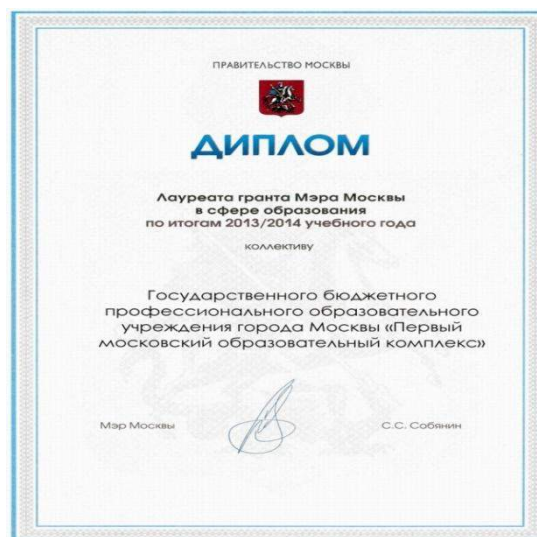 ПРАВИТЕЛЬСТВО МОСКВЫ
ДИПЛОМ
Лауреата гранта Мэра Москвы
в сфере образования
по итогам 2013/2014 учебного года
коллективу
Государственного бюджетного
профессионального образовательного
учреждения города Москвы «Первый
московский образовательный комплекс»
Мэр Москвы С.С. Собянин